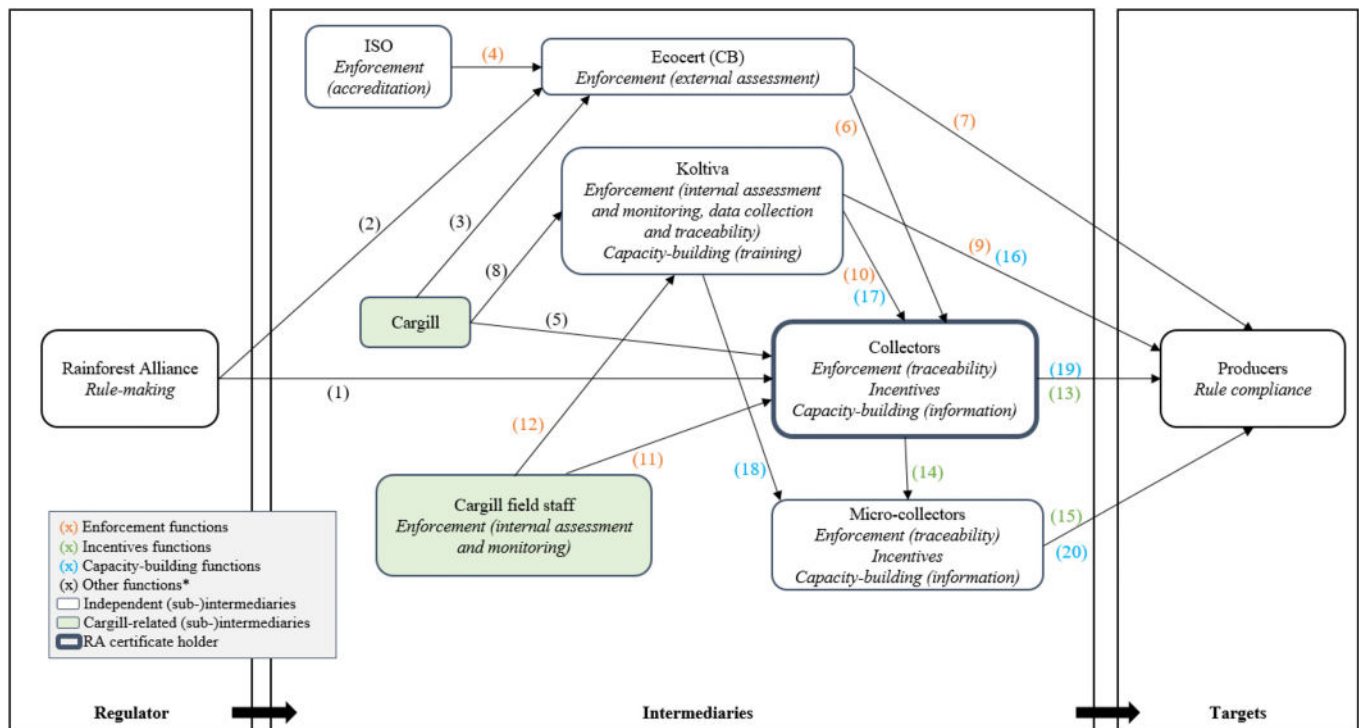 ISO
Enforcement
(accreditation)
(4)
Ecocert (CB)
Enforcement (external assessment)
(6)
(7)
Koltiva
Enforcement (internal assessment
and monitoring, data collection
and traceability)
Capacity-building (training)
(2)
(3)
(8)
(9)
(16)
(10)
(17)
Cargill
(5)
Rainforest Alliance
Rule-making
(1)
Collectors
Enforcement (traceability)
Incentives
Capacity-building (information)
(19)
(13)
Producers
Rule compliance
(12)
(11)
(18)
(14)
Cargill field staff
Enforcement (internal assessment
and monitoring)
Micro-collectors
Enforcement (traceability)
Incentives
Capacity-building (information)
(15)
(20)
(x) Enforcement functions
(x) Incentives functions
(x) Capacity-building functions
(x) Other functions*
Independent (sub-)intermediaries
Cargill-related (sub-)intermediaries
RA certificate holder
Regulator
Intermediaries
Targets